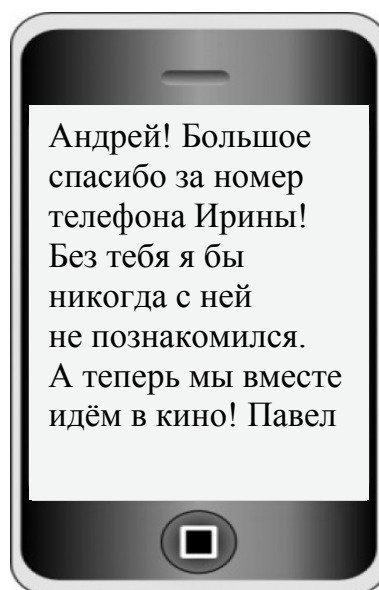 Андрей! Большое
спасибо за номер
телефона Ирины!
Без тебя я бы
никогда с ней
не познакомился.
А теперь мы вместе
идём в кино! Павел